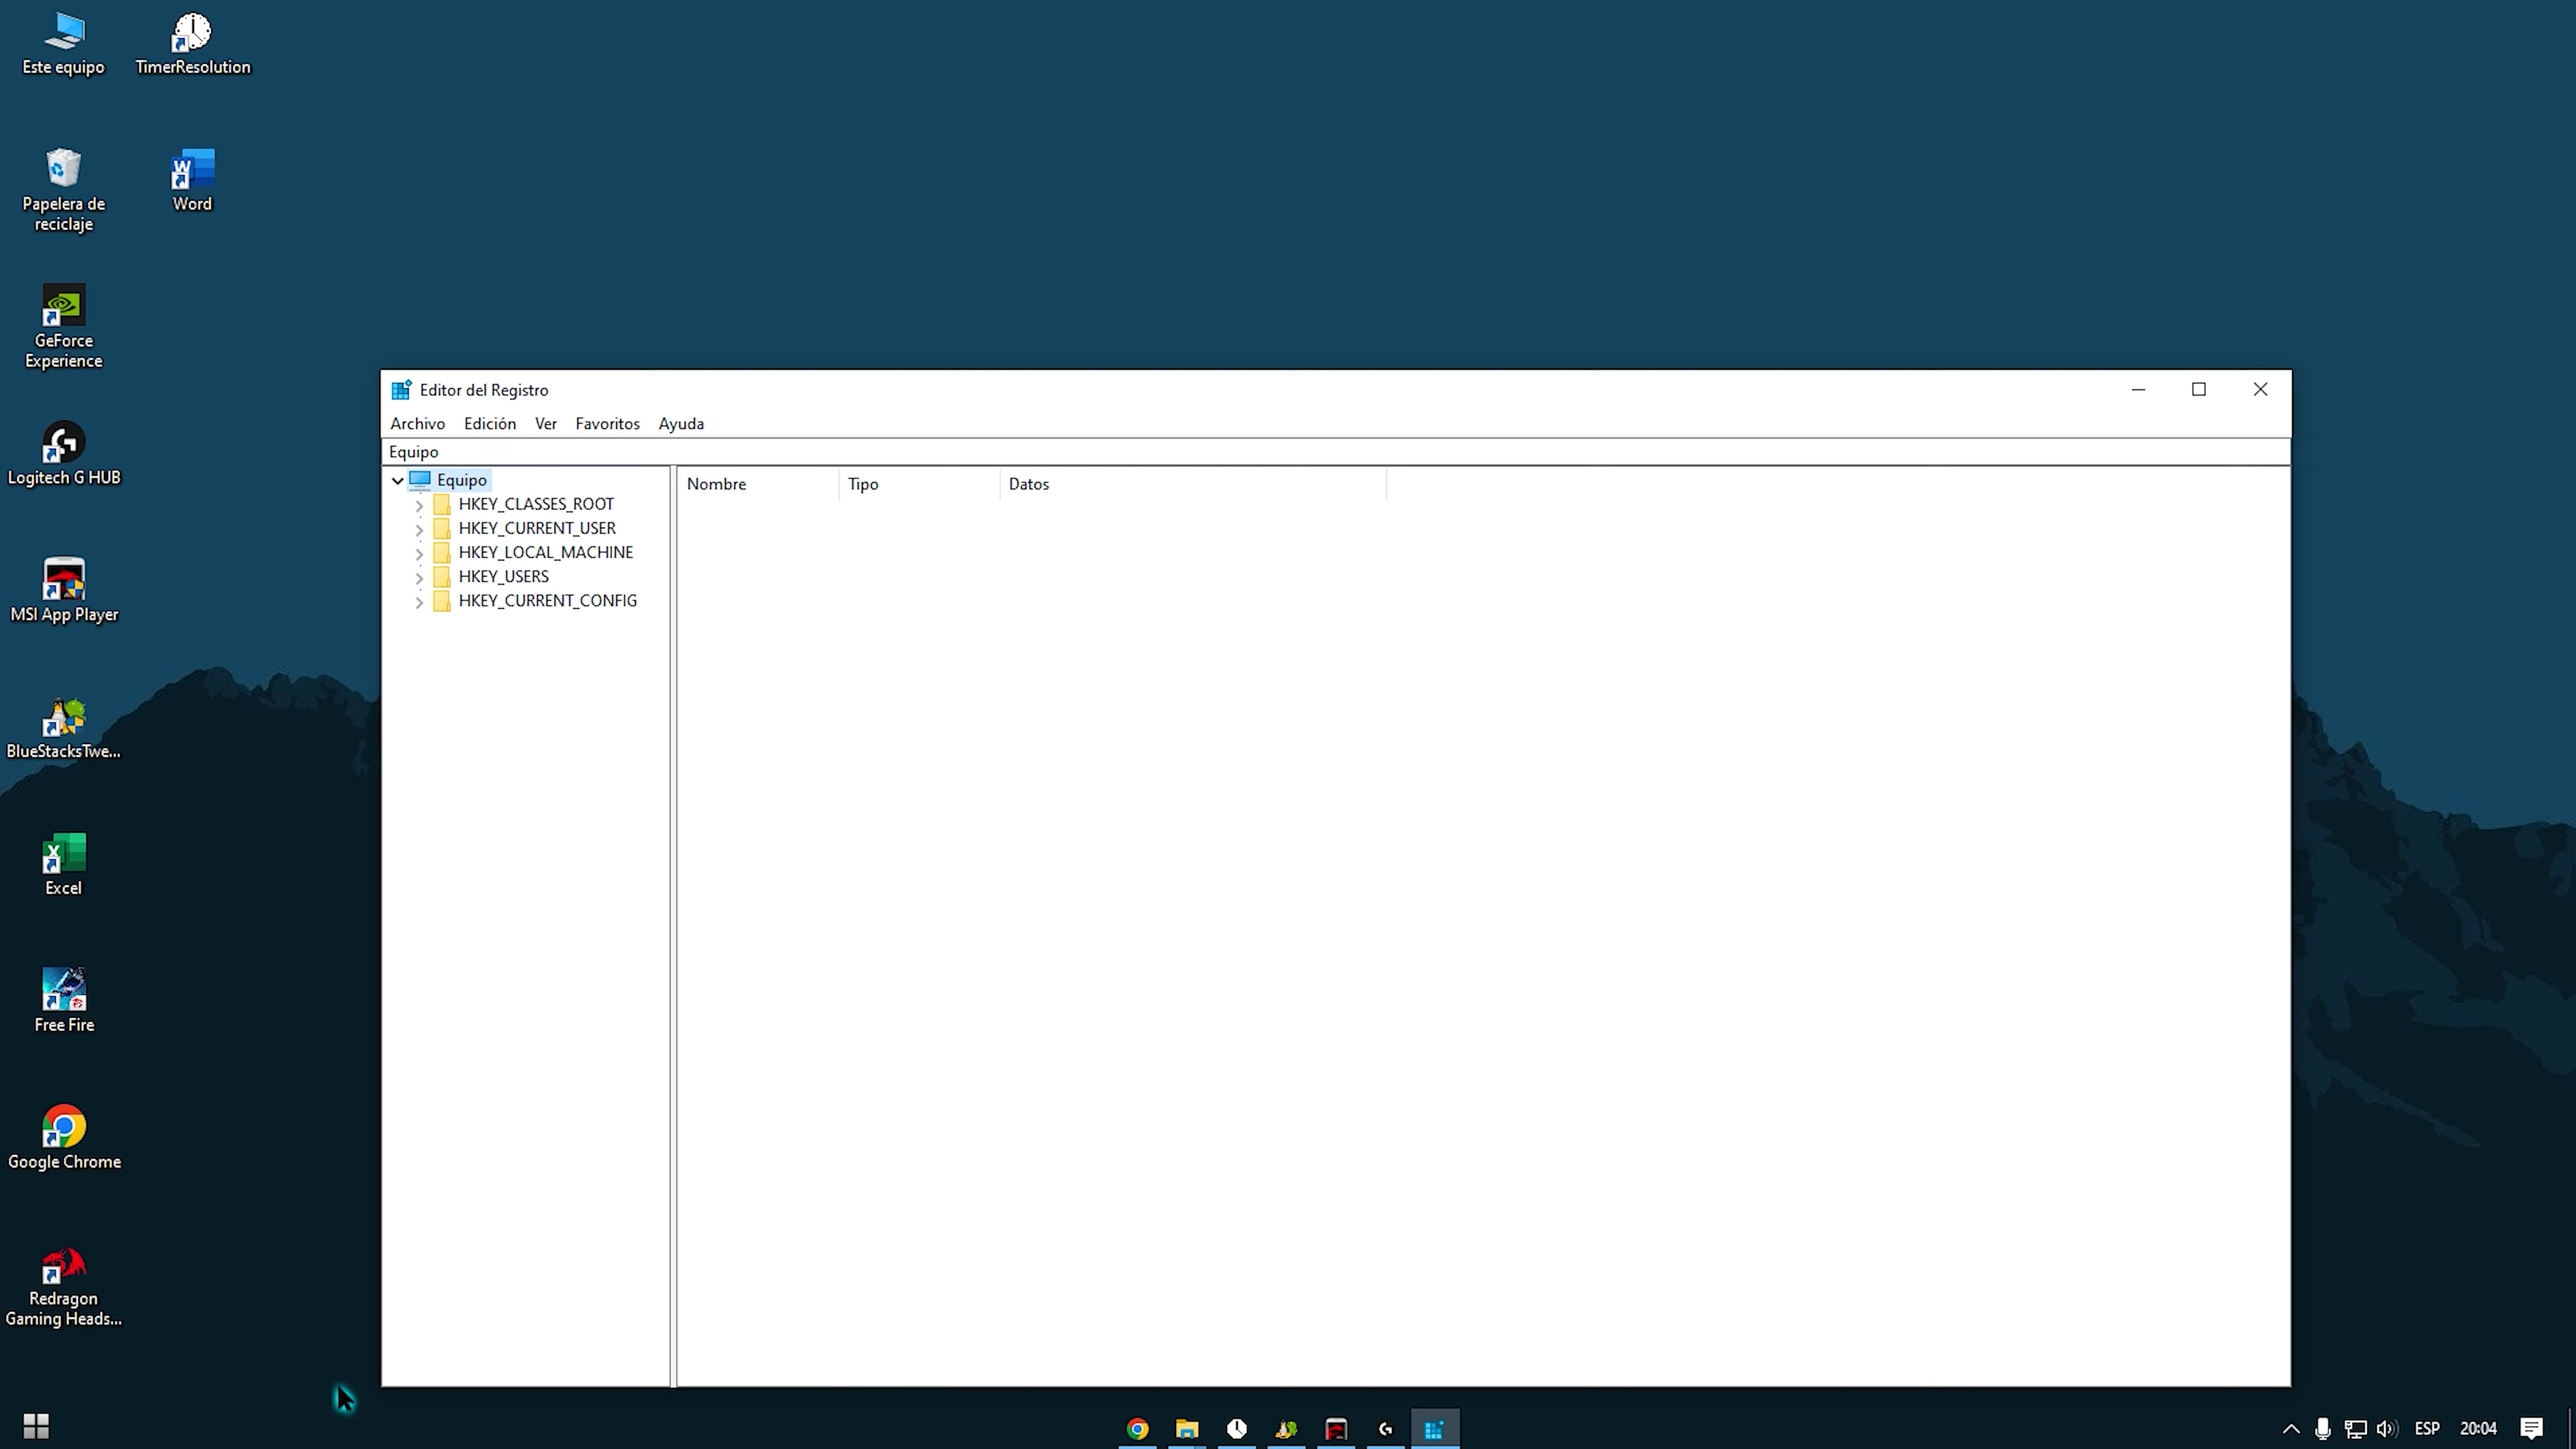 Este equipo
TimerResolution
Papelera de
reciclaje
Word
GeForce
Experience
Logitech G HUB
MSI App Player
BlueStacksTwe...
Excel
Free Fire
Google Chrome
Redragon
Gaming Heads...
Editor del Registro
Archivo Edición Ver Favoritos Ayuda
Equipo
Equipo
HKEY_CLASSES_ROOT
HKEY_CURRENT_USER
HKEY_LOCAL_MACHINE
HKEY_USERS
HKEY_CURRENT_CONFIG
Nombre Tipo Datos
ESP 20:04